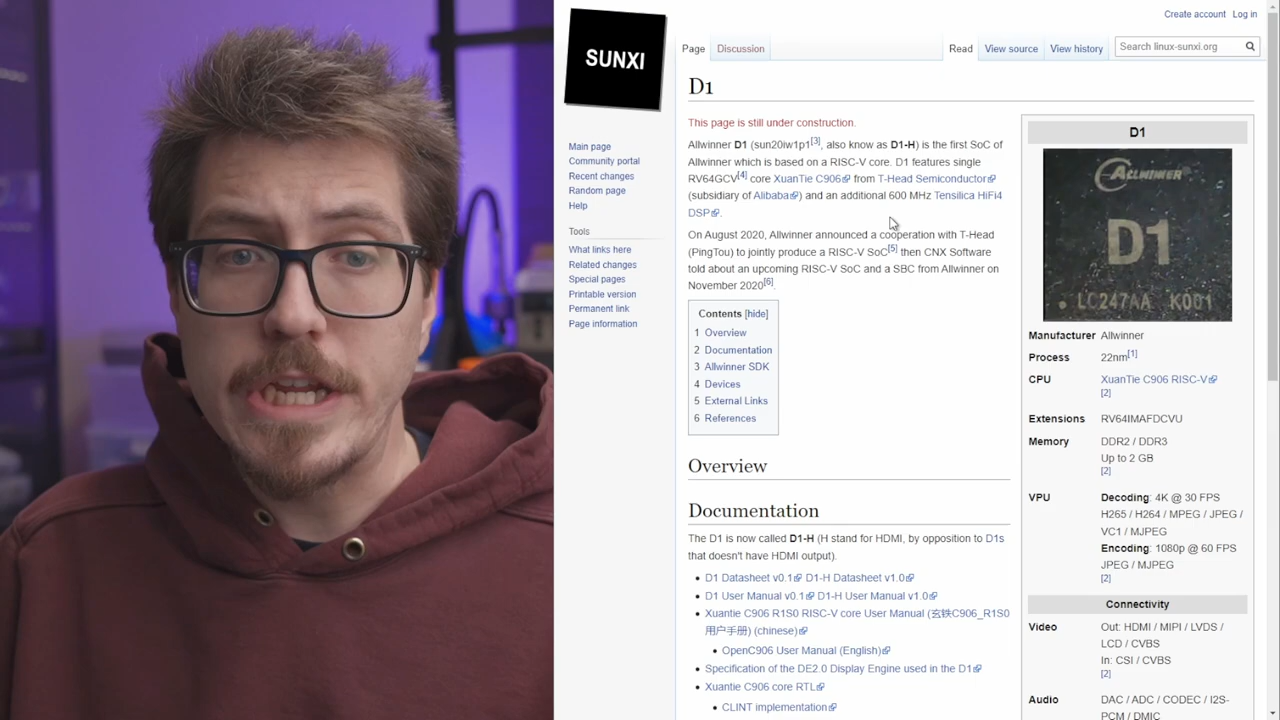 Create account Log in
SUNXI
Page Discussion Read View source View history Search linux-sunxi.org
D1
This page is still under construction.
Allwinner D1 (sun20iw1p1[3], also know as D1-H) is the first SoC of
Allwinner which is based on a RISC-V core. D1 features single
RV64GCV[4] core XuanTie C906 from T-Head Semiconductor
(subsidiary of Alibaba) and an additional 600 MHz Tensilica HiFi4
DSP.
On August 2020, Allwinner announced a cooperation with T-Head
(PingTou) to jointly produce a RISC-V SoC[5] then CNX Software
told about an upcoming RISC-V SoC and a SBC from Allwinner on
November 2020[6].
Main page
Community portal
Recent changes
Random page
Help
Tools
What links here
Related changes
Special pages
Printable version
Permanent link
Page information
Contents [hide]
1 Overview
2 Documentation
3 Allwinner SDK
4 Devices
5 External Links
6 References
Overview
Documentation
The D1 is now called D1-H (H stand for HDMI, by opposition to D1s
that doesn't have HDMI output).
D1 Datasheet v0.1 D1-H Datasheet v1.0
D1 User Manual v0.1 D1-H User Manual v1.0
Xuantie C906 R1S0 RISC-V core User Manual (玄铁C906_R1S0
用户手册) (chinese)
OpenC906 User Manual (English)
Specification of the DE2.0 Display Engine used in the D1
Xuantie C906 core RTL
CLINT implementation
D1
ALLWINNER
D1
LC247AA K001
Manufacturer Allwinner
Process 22nm[1]
CPU XuanTie C906 RISC-V
[2]
Extensions RV64IMAFDCVU
Memory DDR2 / DDR3
Up to 2 GB
[2]
VPU Decoding: 4K @ 30 FPS
H265 / H264 / MPEG / JPEG /
VC1 / MJPEG
Encoding: 1080p @ 60 FPS
JPEG / MJPEG
[2]
Connectivity
Video Out: HDMI / MIPI / LVDS /
LCD / CVBS
In: CSI / CVBS
[2]
Audio DAC / ADC / CODEC / I2S-
PCM / DMIC